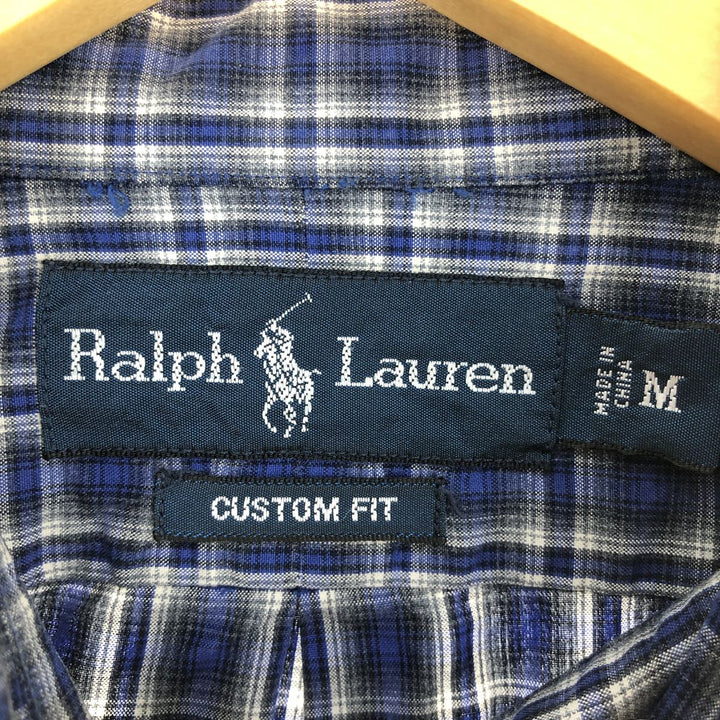 Ralph Lauren
MADE IN
CHINA
M
CUSTOM FIT